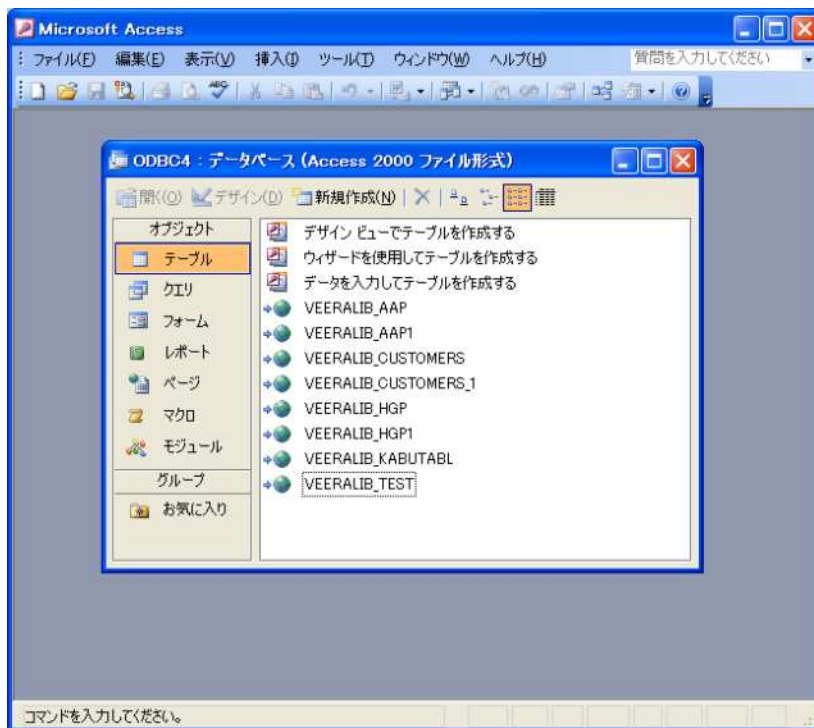 Microsoft Access
ファイル(F) 編集(E) 表示(V) 挿入(I) ツール(T) ウィンドウ(W) ヘルプ(H) 質問を入力してください
ODBC4 : データベース (Access 2000 ファイル形式)
開く(O) デザイン(D) 新規作成(N)
オブジェクト
テーブル
クエリ
フォーム
レポート
ページ
マクロ
モジュール
グループ
お気に入り
デザイン ビューでテーブルを作成する
ウィザードを使用してテーブルを作成する
データを入力してテーブルを作成する
VEERALIB_AAP
VEERALIB_AAP1
VEERALIB_CUSTOMERS
VEERALIB_CUSTOMERS_1
VEERALIB_HGP
VEERALIB_HGP1
VEERALIB_KABUTABL
VEERALIB_TEST
コマンドを入力してください。